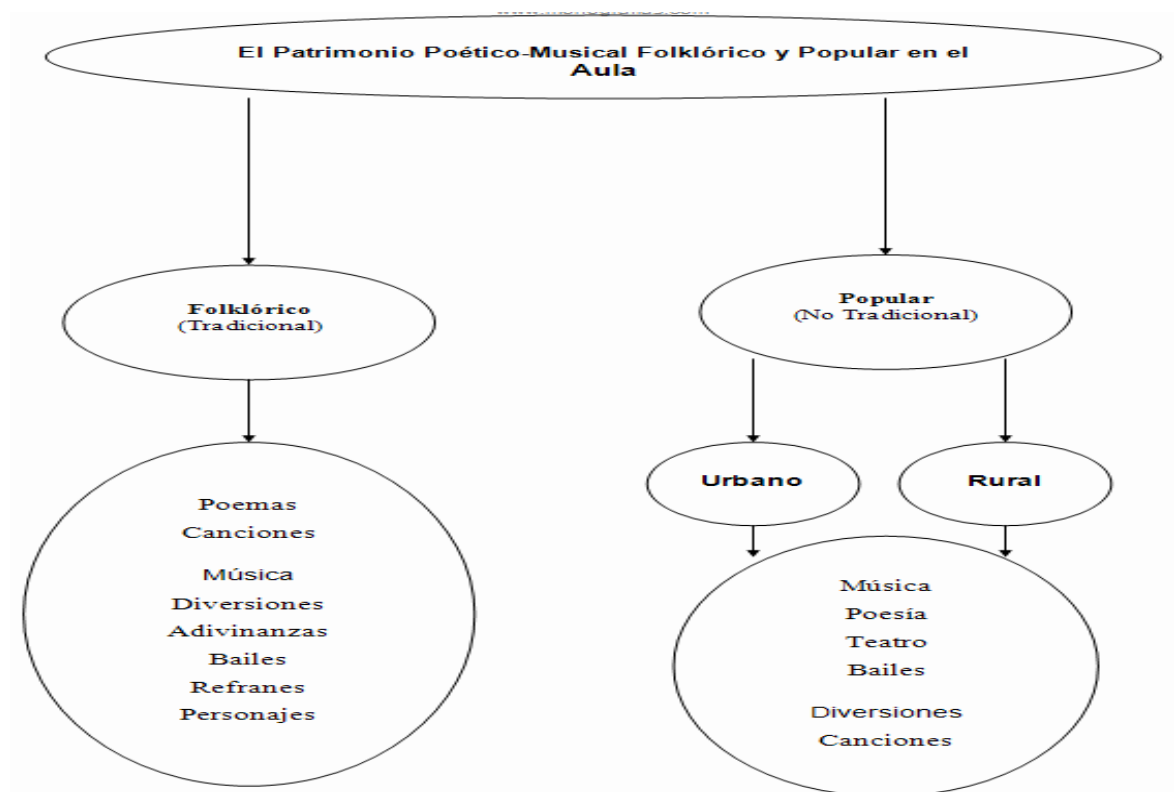 El Patrimonio Poético-Musical Folklórico y Popular en el
Aula
Folklórico
(Tradicional)
Popular
(No Tradicional)
Urbano
Rural
Poemas
Canciones
Música
Diversiones
Adivinanzas
Bailes
Refranes
Personajes
Música
Poesía
Teatro
Bailes
Diversiones
Canciones